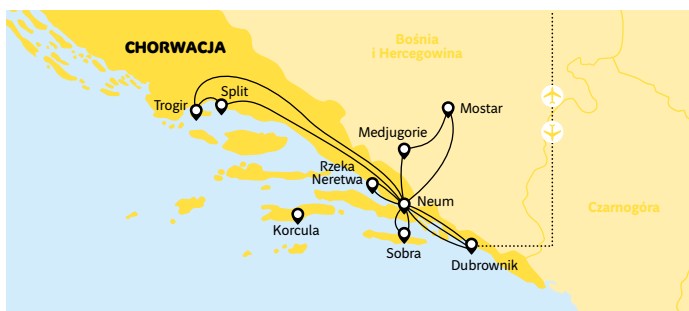 CHORWACJA
Bośnia
i Hercegowina
Split
Trogir
Mostar
Medjugorie
Rzeka
Neretwa
Neum
Czarnogóra
Korcula
Sobra
Dubrownik